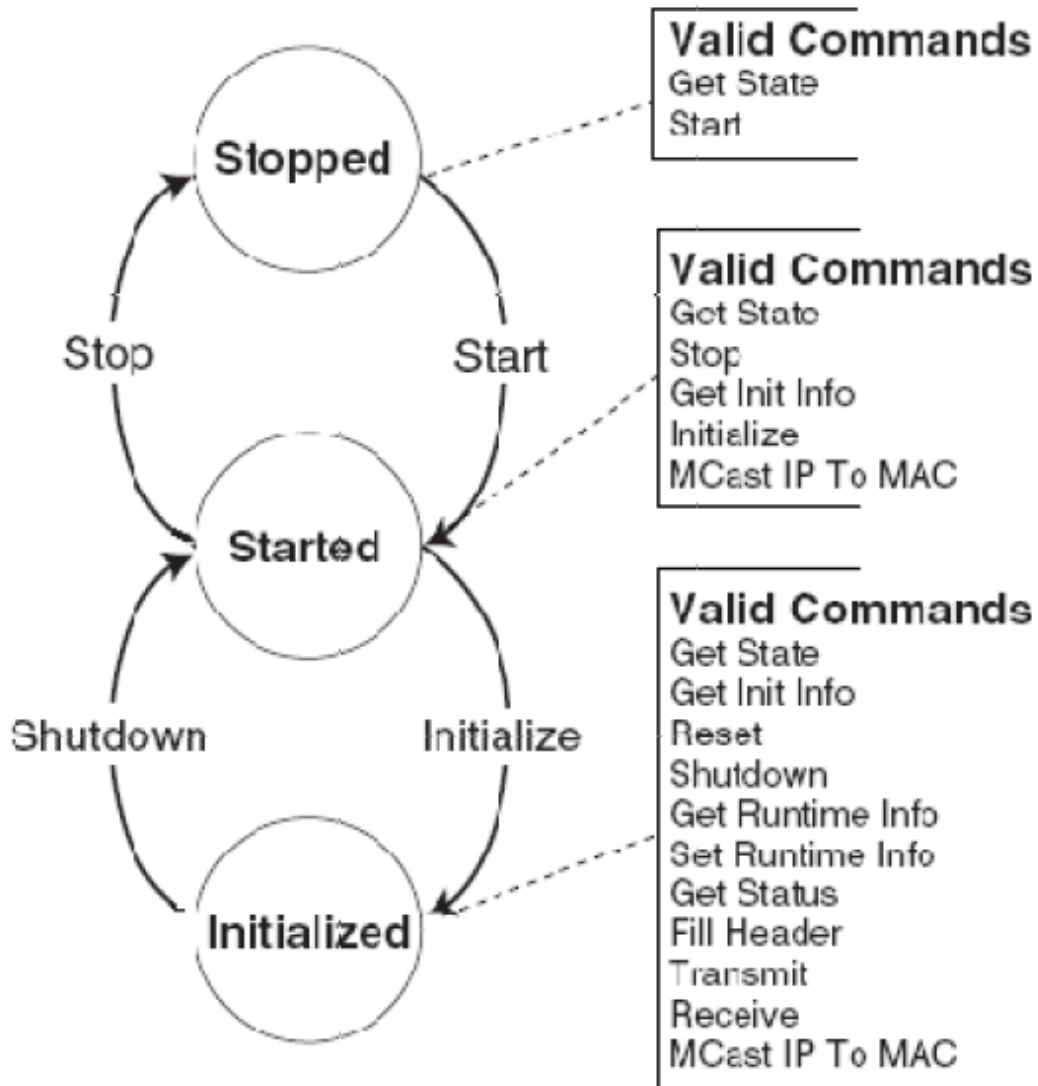 Stopped
Stop
Start
Started
Shutdown
Initialize
Initialized
Valid Commands
Get State
Start
Valid Commands
Get State
Stop
Get Init Info
Initialize
MCast IP To MAC
Valid Commands
Get State
Get Init Info
Reset
Shutdown
Get Runtime Info
Set Runtime Info
Get Status
Fill Header
Transmit
Receive
MCast IP To MAC